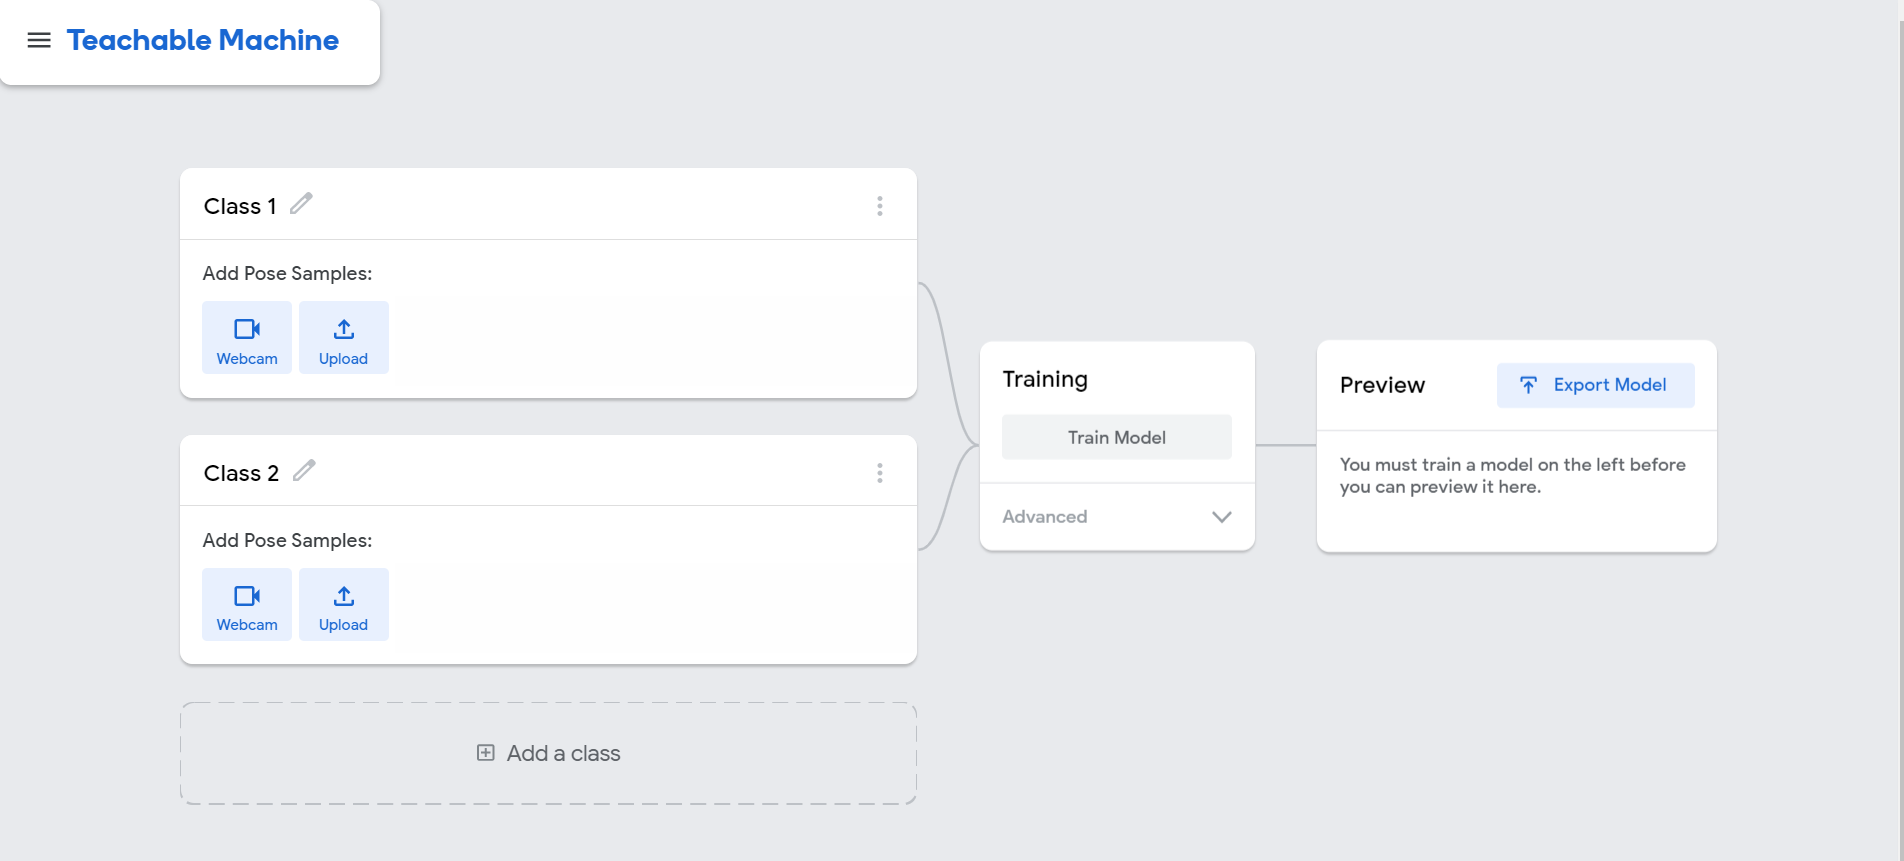 Teachable Machine
Class 1
Add Pose Samples:
Webcam
Upload
Class 2
Add Pose Samples:
Webcam
Upload
Add a class
Training
Train Model
Advanced
Preview
Export Model
You must train a model on the left before
you can preview it here.